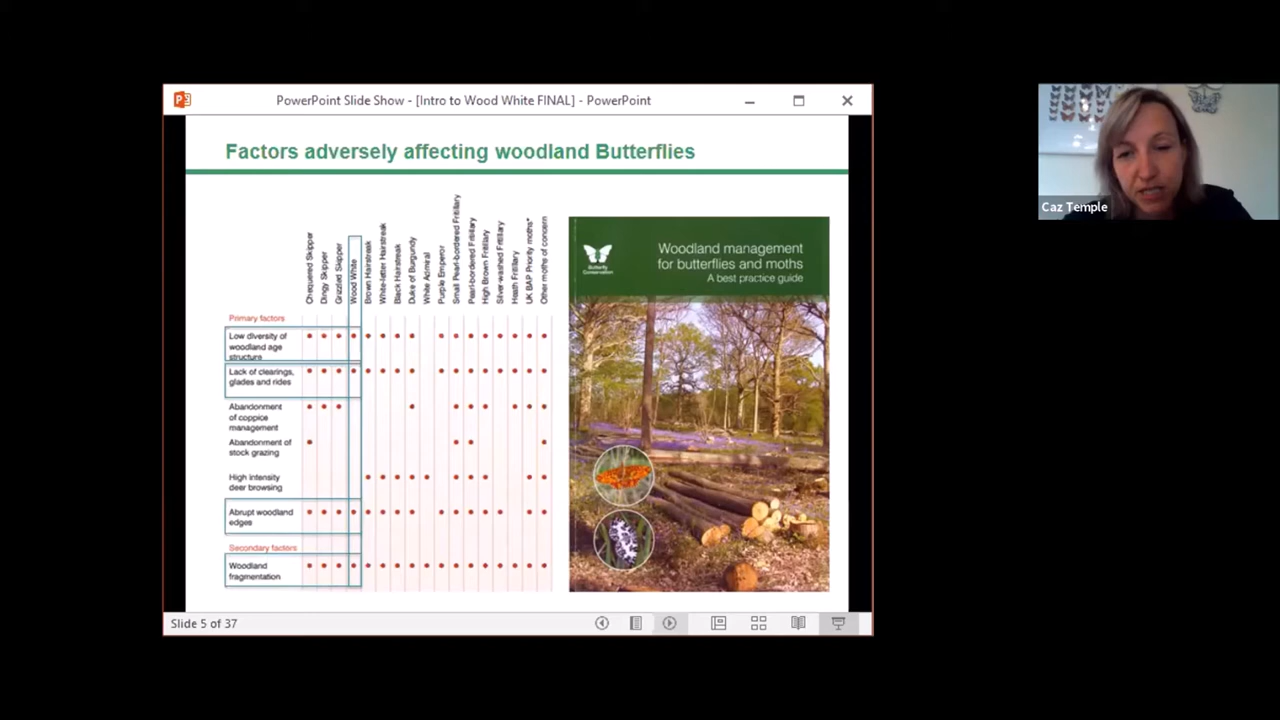 PowerPoint Slide Show - [Intro to Wood White FINAL] - PowerPoint
Factors adversely affecting woodland Butterflies
Chequered Skipper
Dingy Skipper
Grizzled Skipper
Wood White
Brown Hairstreak
White-letter Hairstreak
Black Hairstreak
Duke of Burgundy
White Admiral
Purple Emperor
Small Pearl-bordered Fritillary
Pearl-bordered Fritillary
High Brown Fritillary
Silver-washed Fritillary
Heath Fritillary
UK BAP Priority moths*
Other moths of concern
Primary factors
Low diversity of
woodland age
structure
Lack of clearings,
glades and rides
Abandonment
of coppice
management
Abandonment of
stock grazing
High intensity
deer browsing
Abrupt woodland
edges
Secondary factors
Woodland
fragmentation
Butterfly
Conservation
Woodland management
for butterflies and moths
A best practice guide
Caz Temple
Slide 5 of 37